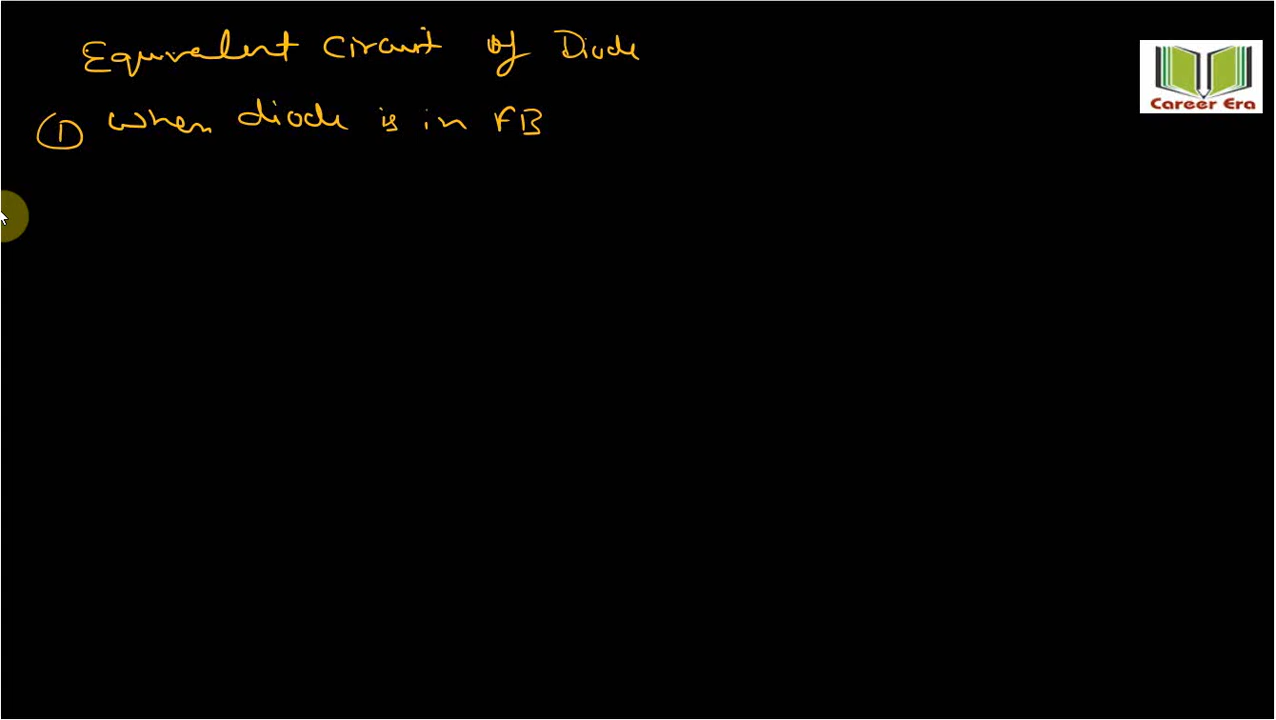 Equivalent Circuit of Diode
① When diode is in FB
Career Era